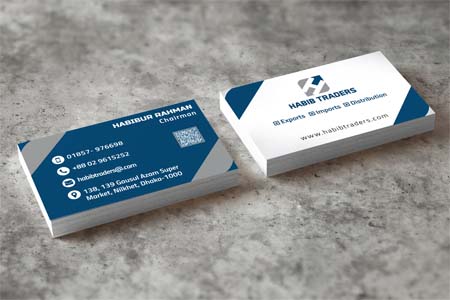 HABIBUR RAHMAN
Chairman
01857- 976698
+88 02 9615252
habibtraders@.com
138, 139 Gousul Azam Super
Market, Nilkhet, Dhaka-1000
HABIB TRADERS
Exports Imports Distribution
www.habibtraders.com